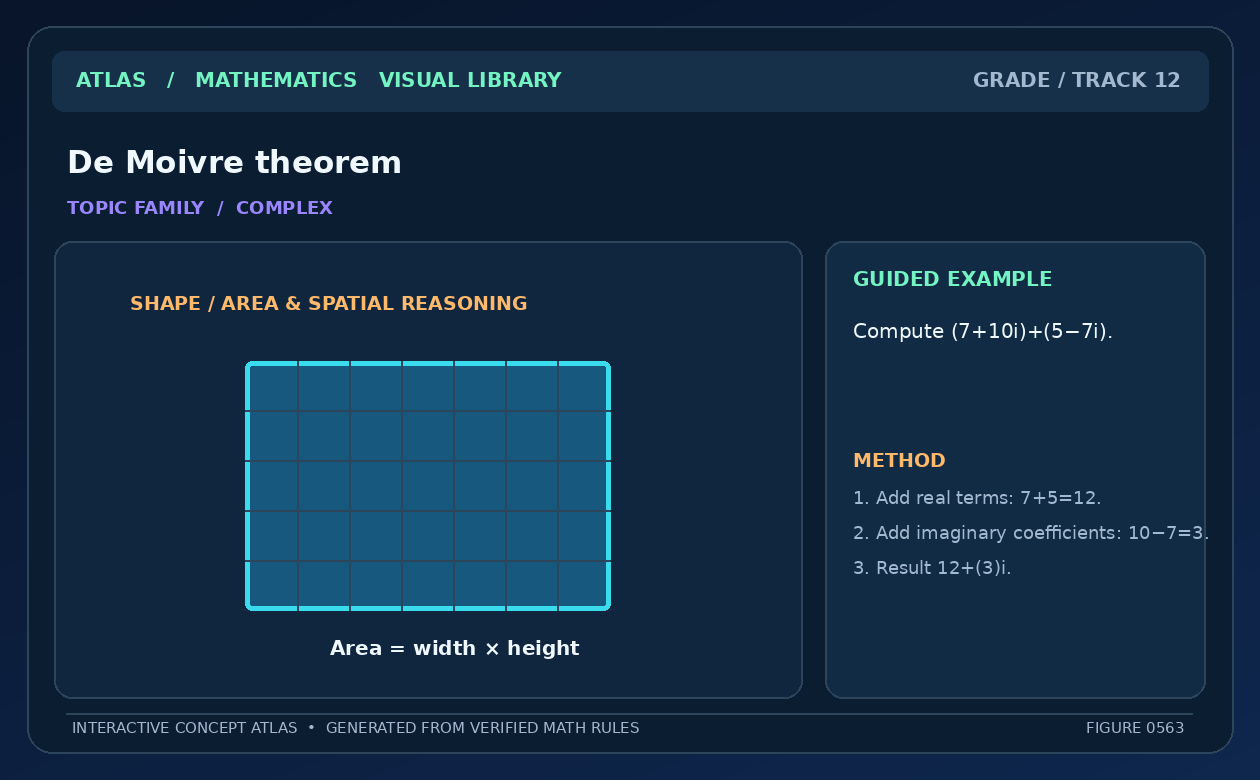 ATLAS / MATHEMATICS VISUAL LIBRARY
GRADE / TRACK 12
De Moivre theorem
TOPIC FAMILY / COMPLEX
SHAPE / AREA & SPATIAL REASONING
Area = width × height
GUIDED EXAMPLE
Compute (7+10i)+(5−7i).
METHOD
1. Add real terms: 7+5=12.
2. Add imaginary coefficients: 10−7=3.
3. Result 12+(3)i.
INTERACTIVE CONCEPT ATLAS • GENERATED FROM VERIFIED MATH RULES
FIGURE 0563